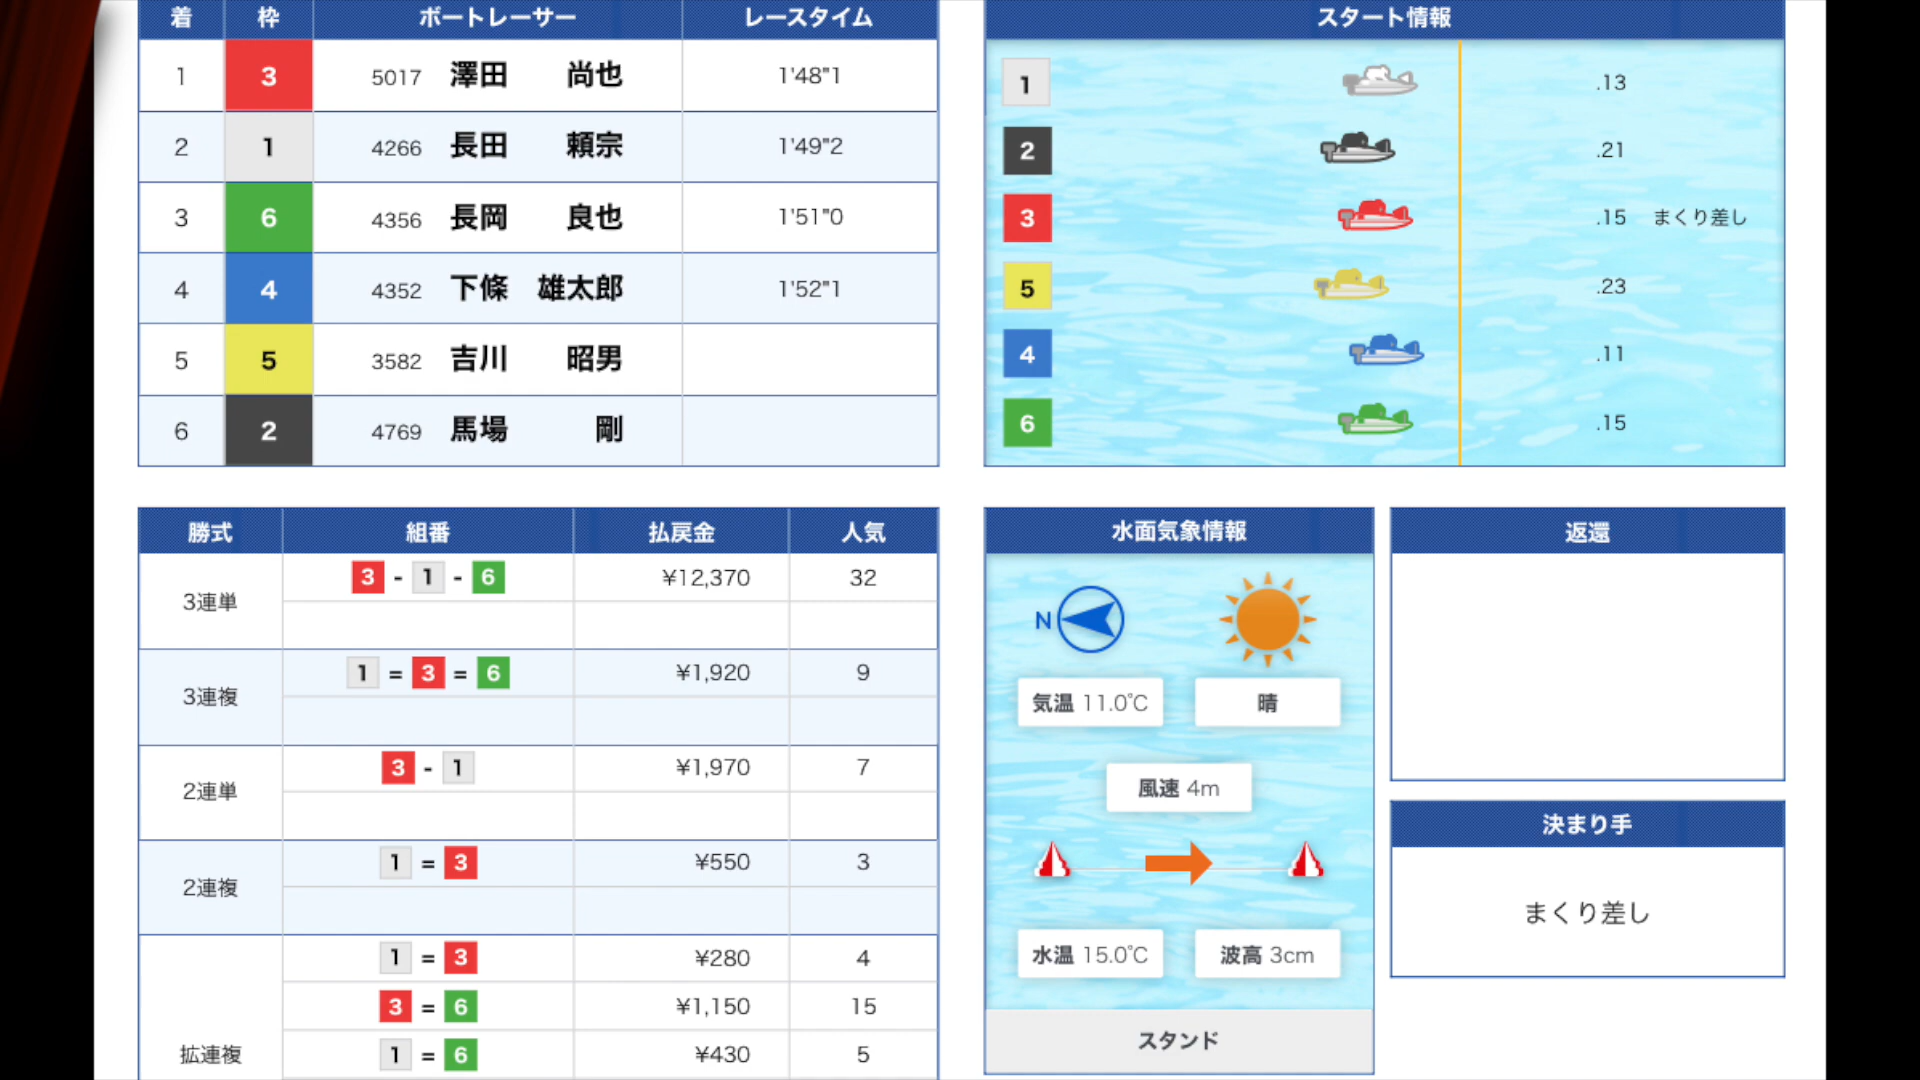 着 枠 ボートレーサー レースタイム
1 3 5017 澤田 尚也 1'48"1
2 1 4266 長田 頼宗 1'49"2
3 6 4356 長岡 良也 1'51"0
4 4 4352 下條 雄太郎 1'52"1
5 5 3582 吉川 昭男
6 2 4769 馬場 剛
スタート情報
1 .13
2 .21
3 .15 まくり差し
5 .23
4 .11
6 .15
勝式 組番 払戻金 人気
3連単 3 - 1 - 6 ¥12,370 32
3連複 1 = 3 = 6 ¥1,920 9
2連単 3 - 1 ¥1,970 7
2連複 1 = 3 ¥550 3
拡連複 1 = 3 ¥280 4
3 = 6 ¥1,150 15
1 = 6 ¥430 5
水面気象情報
N
気温 11.0℃ 晴
風速 4m
水温 15.0℃ 波高 3cm
スタンド
返還
決まり手
まくり差し